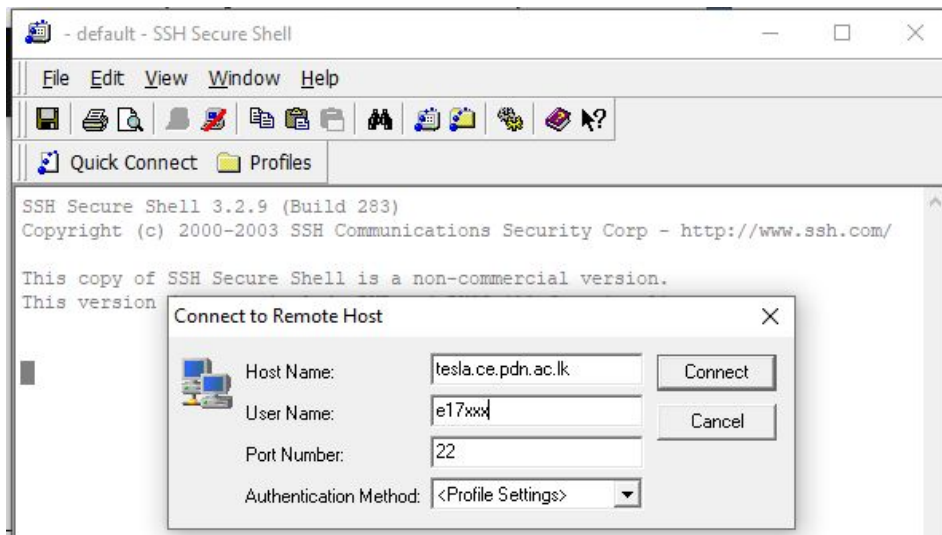 - default - SSH Secure Shell
File Edit View Window Help
Quick Connect Profiles
SSH Secure Shell 3.2.9 (Build 283)
Copyright (c) 2000-2003 SSH Communications Security Corp - http://www.ssh.com/
This copy of SSH Secure Shell is a non-commercial version.
This version
Connect to Remote Host
Host Name: tesla.ce.pdn.ac.lk Connect
User Name: e17xxx Cancel
Port Number: 22
Authentication Method: <Profile Settings>